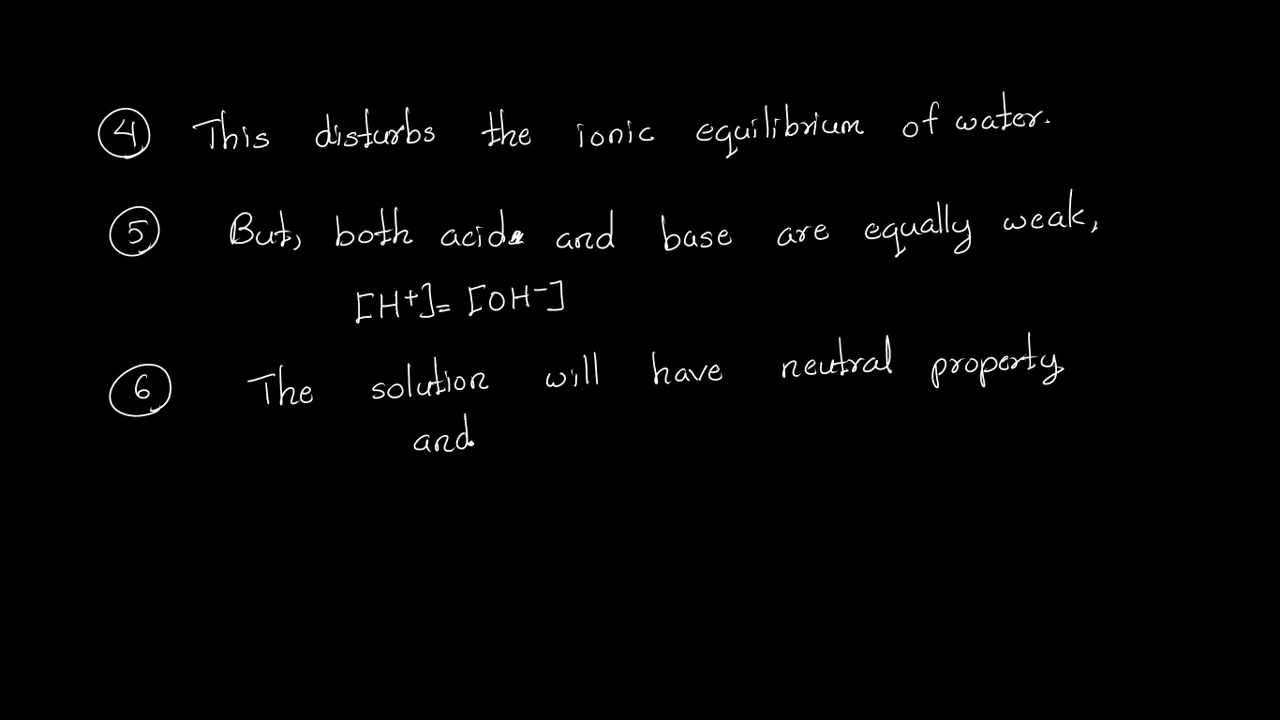 ④ This disturbs the ionic equilibrium of water.
⑤ But, both acid and base are equally weak,
[H⁺] = [OH⁻]
⑥ The solution will have neutral property
and